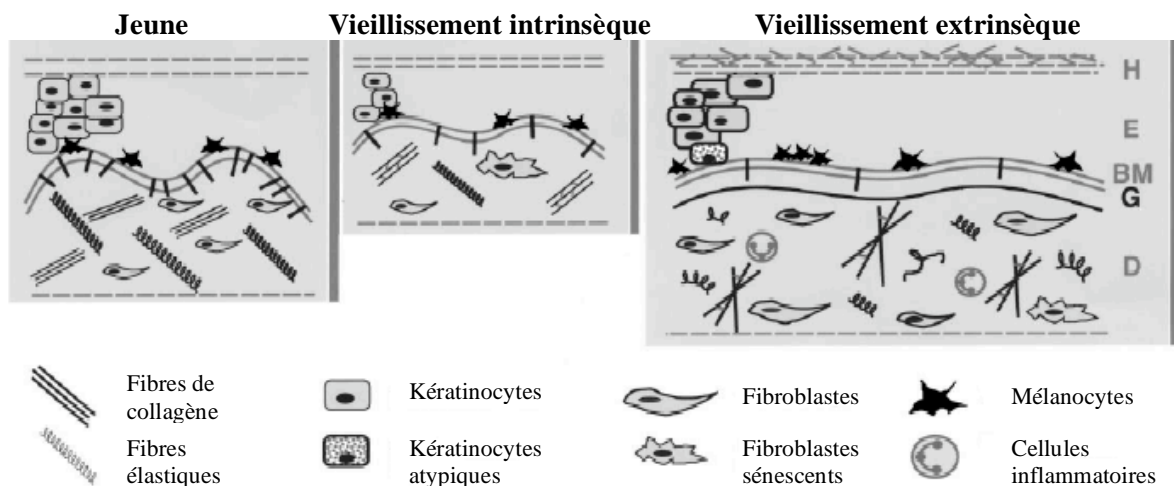 Jeune
Vieillissement intrinsèque
Vieillissement extrinsèque
H
E
BM
G
D
Fibres de
collagène
Kératinocytes
Fibroblastes
Mélanocytes
Fibres
élastiques
Kératinocytes
atypiques
Fibroblastes
sénescents
Cellules
inflammatoires